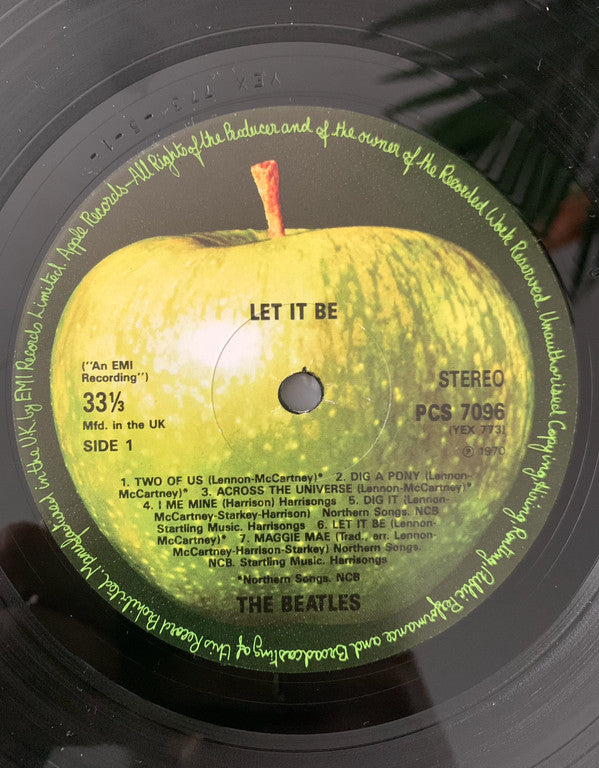 YEX 773 -5-1-
Manufactured in the U.K. by EMI Records Limited. Apple Records—All Rights of the Producer and of the owner of the Recorded Work Reserved. Unauthorised Copying, Hiring, Lending, Public Performance and Broadcasting of this Record Prohibited.
LET IT BE
("An EMI
Recording")
33⅓
Mfd. in the UK
SIDE 1
STEREO
PCS 7096
(YEX 773)
℗ 1970
1. TWO OF US (Lennon-McCartney)* 2. DIG A PONY (Lennon-
McCartney)* 3. ACROSS THE UNIVERSE (Lennon-McCartney)*
4. I ME MINE (Harrison) Harrisongs 5. DIG IT (Lennon-
McCartney-Starkey-Harrison) Northern Songs. NCB
Startling Music. Harrisongs 6. LET IT BE (Lennon-
McCartney)* 7. MAGGIE MAE (Trad., arr. Lennon-
McCartney-Harrison-Starkey) Northern Songs.
NCB. Startling Music. Harrisongs
*Northern Songs. NCB
THE BEATLES